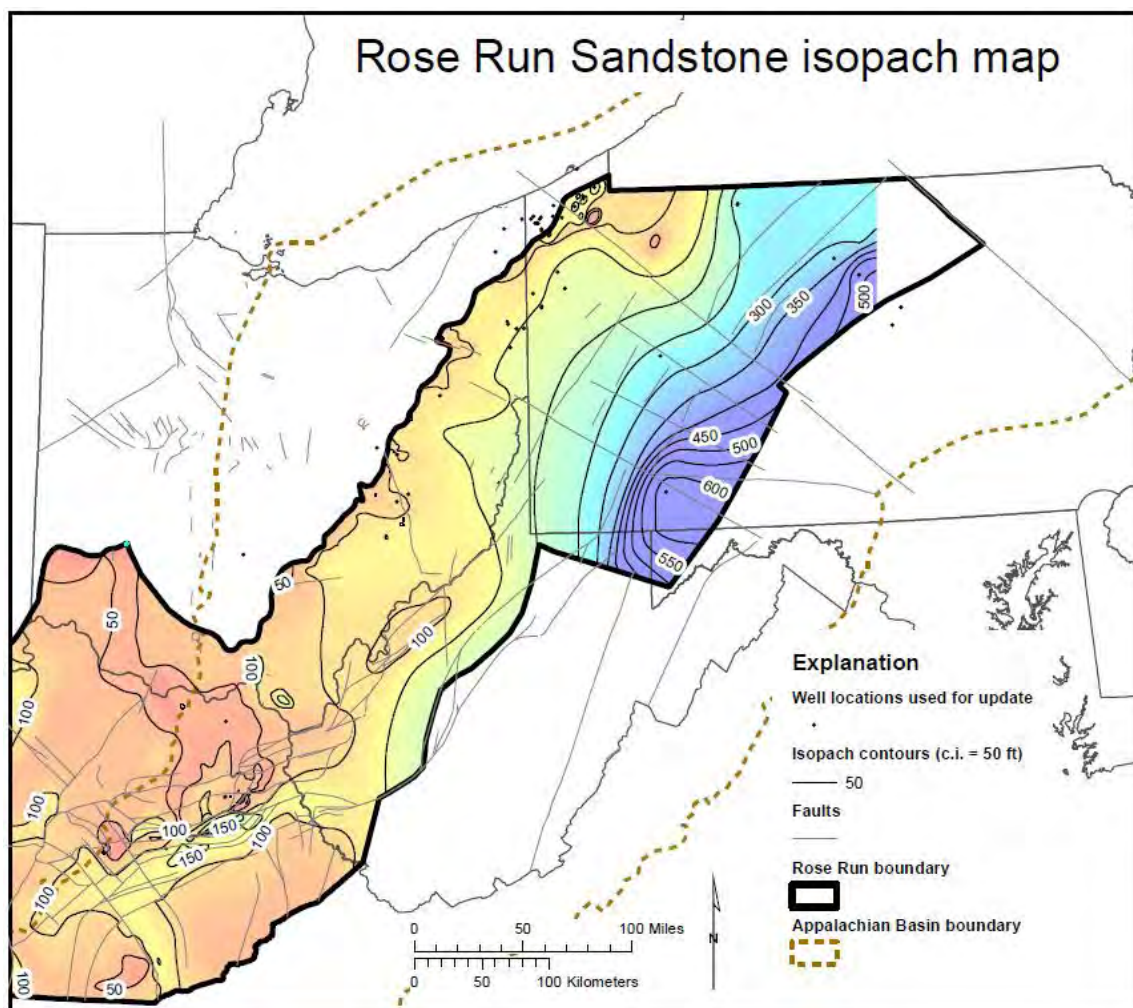 Rose Run Sandstone isopach map
300
350
500
450
500
600
550
50
50
100
100
100
100
100
150
100
150
100
100
50
Explanation
Well locations used for update
Isopach contours (c.i. = 50 ft)
50
Faults
Rose Run boundary
Appalachian Basin boundary
0 50 100 Miles
0 50 100 Kilometers
N